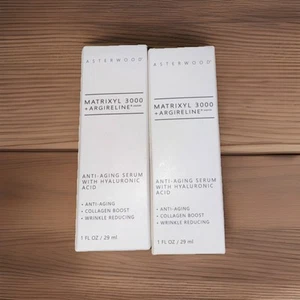 ASTERWOOD
MATRIXYL 3000
+ ARGIRELINE
ANTI-AGING SERUM
WITH HYALURONIC
ACID
• ANTI-AGING
• COLLAGEN BOOST
• WRINKLE REDUCING
1 FL OZ / 29 ml
ASTERWOOD
MATRIXYL 3000
+ ARGIRELINE
ANTI-AGING SERUM
WITH HYALURONIC
ACID
• ANTI-AGING
• COLLAGEN BOOST
• WRINKLE REDUCING
1 FL OZ / 29 ml